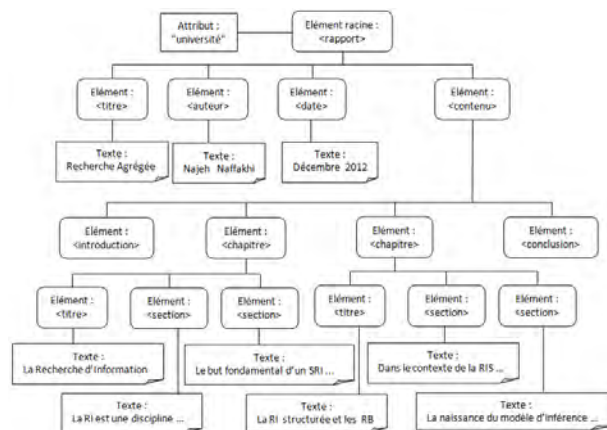 Attribut :
"université"
Elément racine :
<rapport>
Elément :
<titre>
Elément :
<auteur>
Elément :
<date>
Elément :
<contenu>
Texte :
Recherche Agrégée
Texte :
Najeh Naffakhi
Texte :
Décembre 2012
Elément :
<introduction>
Elément :
<chapitre>
Elément :
<chapitre>
Elément :
<conclusion>
Elément :
<titre>
Elément :
<section>
Elément :
<section>
Elément :
<titre>
Elément :
<section>
Elément :
<section>
Texte :
La Recherche d'Information
Texte :
Le but fondamental d'un SRI ...
Texte :
Dans le contexte de la RIS ...
Texte :
La RI est une discipline ...
Texte :
La RI structurée et les RB
Texte :
La naissance du modèle d'inférence ...